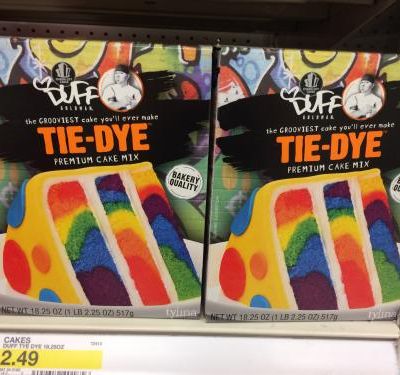 DUFF
GOLDMAN
the GROOVIEST cake you'll ever make
TIE-DYE
PREMIUM CAKE MIX
BAKERY QUALITY
NET WT 18.25 OZ (1 LB 2.25 OZ) 517g
DUFF
GOLDMAN
the GROOVIEST cake you'll ever make
TIE-DYE
PREMIUM CAKE MIX
BAKERY
QUALITY
NET WT 18.25 OZ (1 LB 2.25 OZ) 517g
tylina
CAKES
DUFF TYE DYE 18.25OZ
2.49